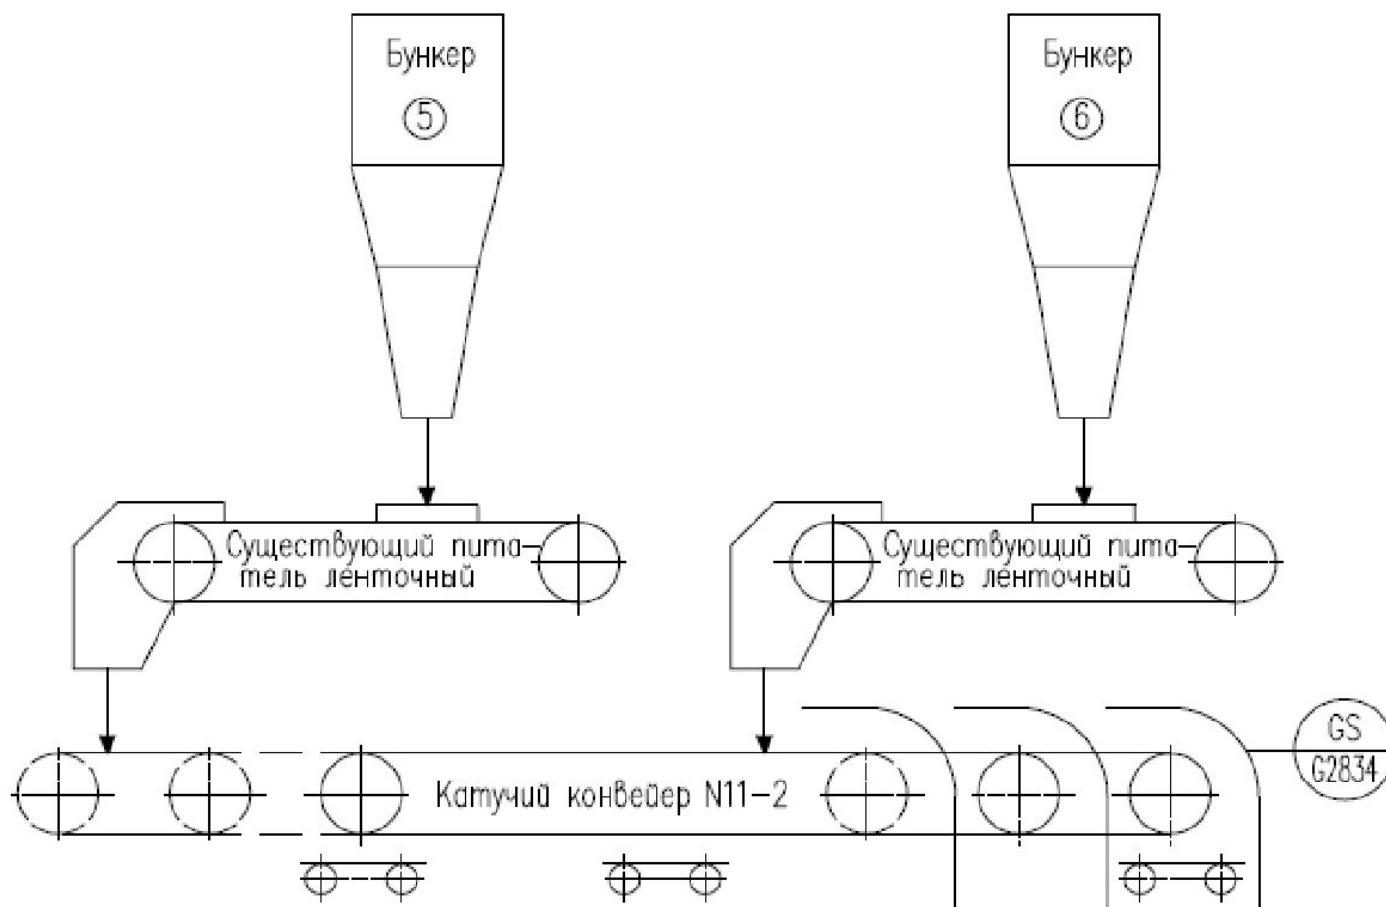 Бункер
5
Бункер
6
Существующий пита-
тель ленточный
Существующий пита-
тель ленточный
GS
G2834
Катучий конвейер N11-2